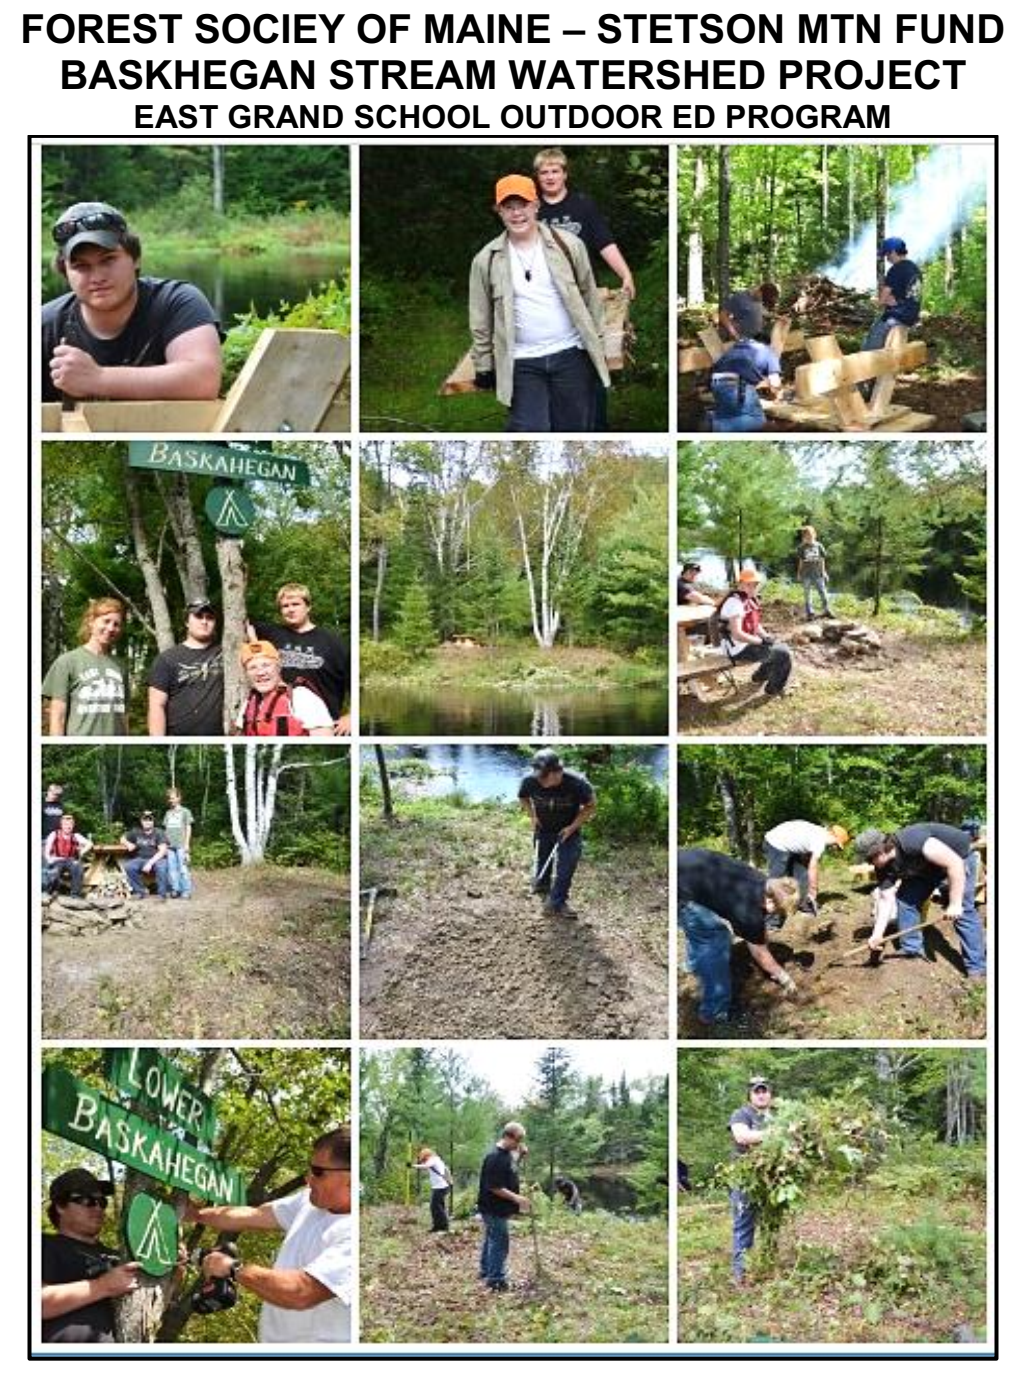 FOREST SOCIEY OF MAINE – STETSON MTN FUND
BASKHEGAN STREAM WATERSHED PROJECT
EAST GRAND SCHOOL OUTDOOR ED PROGRAM
BASKAHEGAN
LOWER
BASKAHEGAN